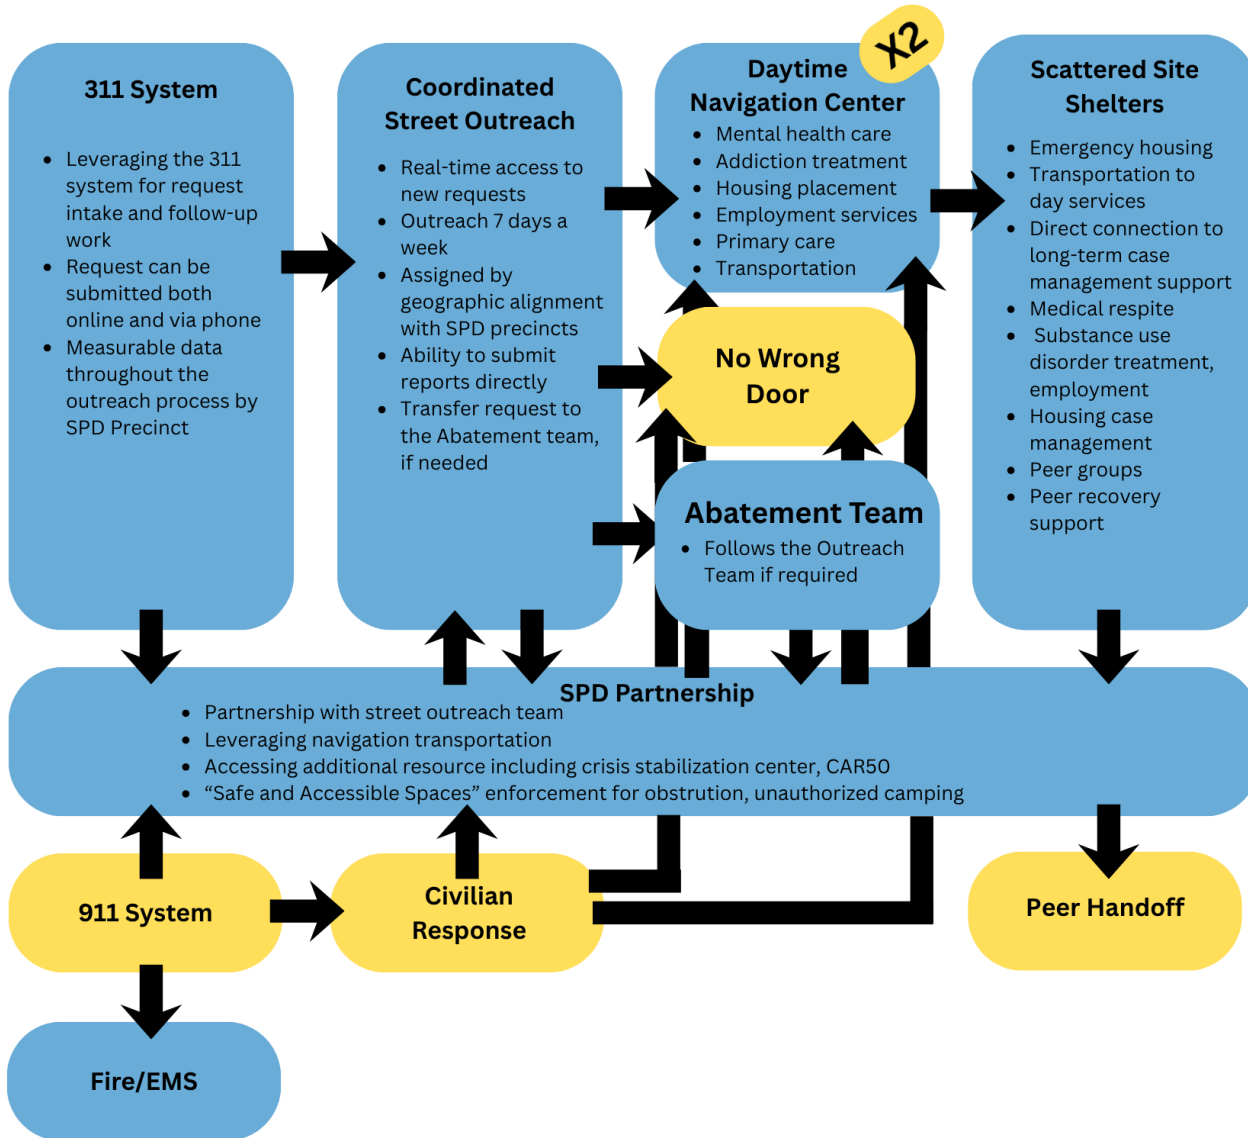 311 System
• Leveraging the 311
system for request
intake and follow-up
work
• Request can be
submitted both
online and via phone
• Measurable data
throughout the
outreach process by
SPD Precinct
Coordinated
Street Outreach
• Real-time access to
new requests
• Outreach 7 days a
week
• Assigned by
geographic alignment
with SPD precincts
• Ability to submit
reports directly
• Transfer request to
the Abatement team,
if needed
X2
Daytime
Navigation Center
• Mental health care
• Addiction treatment
• Housing placement
• Employment services
• Primary care
• Transportation
No Wrong
Door
Abatement Team
• Follows the Outreach
Team if required
Scattered Site
Shelters
• Emergency housing
• Transportation to
day services
• Direct connection to
long-term case
management support
• Medical respite
• Substance use
disorder treatment,
employment
• Housing case
management
• Peer groups
• Peer recovery
support
SPD Partnership
• Partnership with street outreach team
• Leveraging navigation transportation
• Accessing additional resource including crisis stabilization center, CAR50
• “Safe and Accessible Spaces” enforcement for obstrution, unauthorized camping
911 System
Civilian
Response
Peer Handoff
Fire/EMS